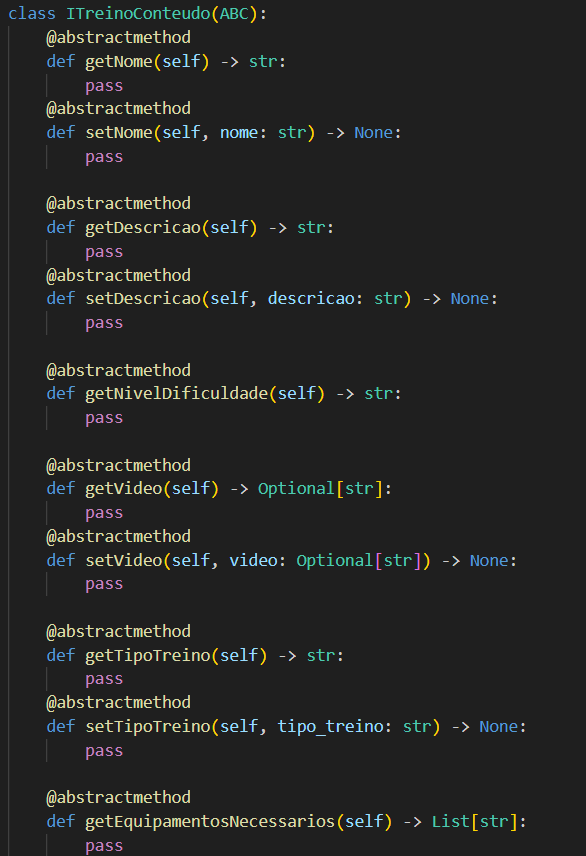 class ITreinoConteudo(ABC):
    @abstractmethod
    def getNome(self) -> str:
        pass
    @abstractmethod
    def setNome(self, nome: str) -> None:
        pass

    @abstractmethod
    def getDescricao(self) -> str:
        pass
    @abstractmethod
    def setDescricao(self, descricao: str) -> None:
        pass

    @abstractmethod
    def getNivelDificuldade(self) -> str:
        pass

    @abstractmethod
    def getVideo(self) -> Optional[str]:
        pass
    @abstractmethod
    def setVideo(self, video: Optional[str]) -> None:
        pass

    @abstractmethod
    def getTipoTreino(self) -> str:
        pass
    @abstractmethod
    def setTipoTreino(self, tipo_treino: str) -> None:
        pass

    @abstractmethod
    def getEquipamentosNecessarios(self) -> List[str]:
        pass